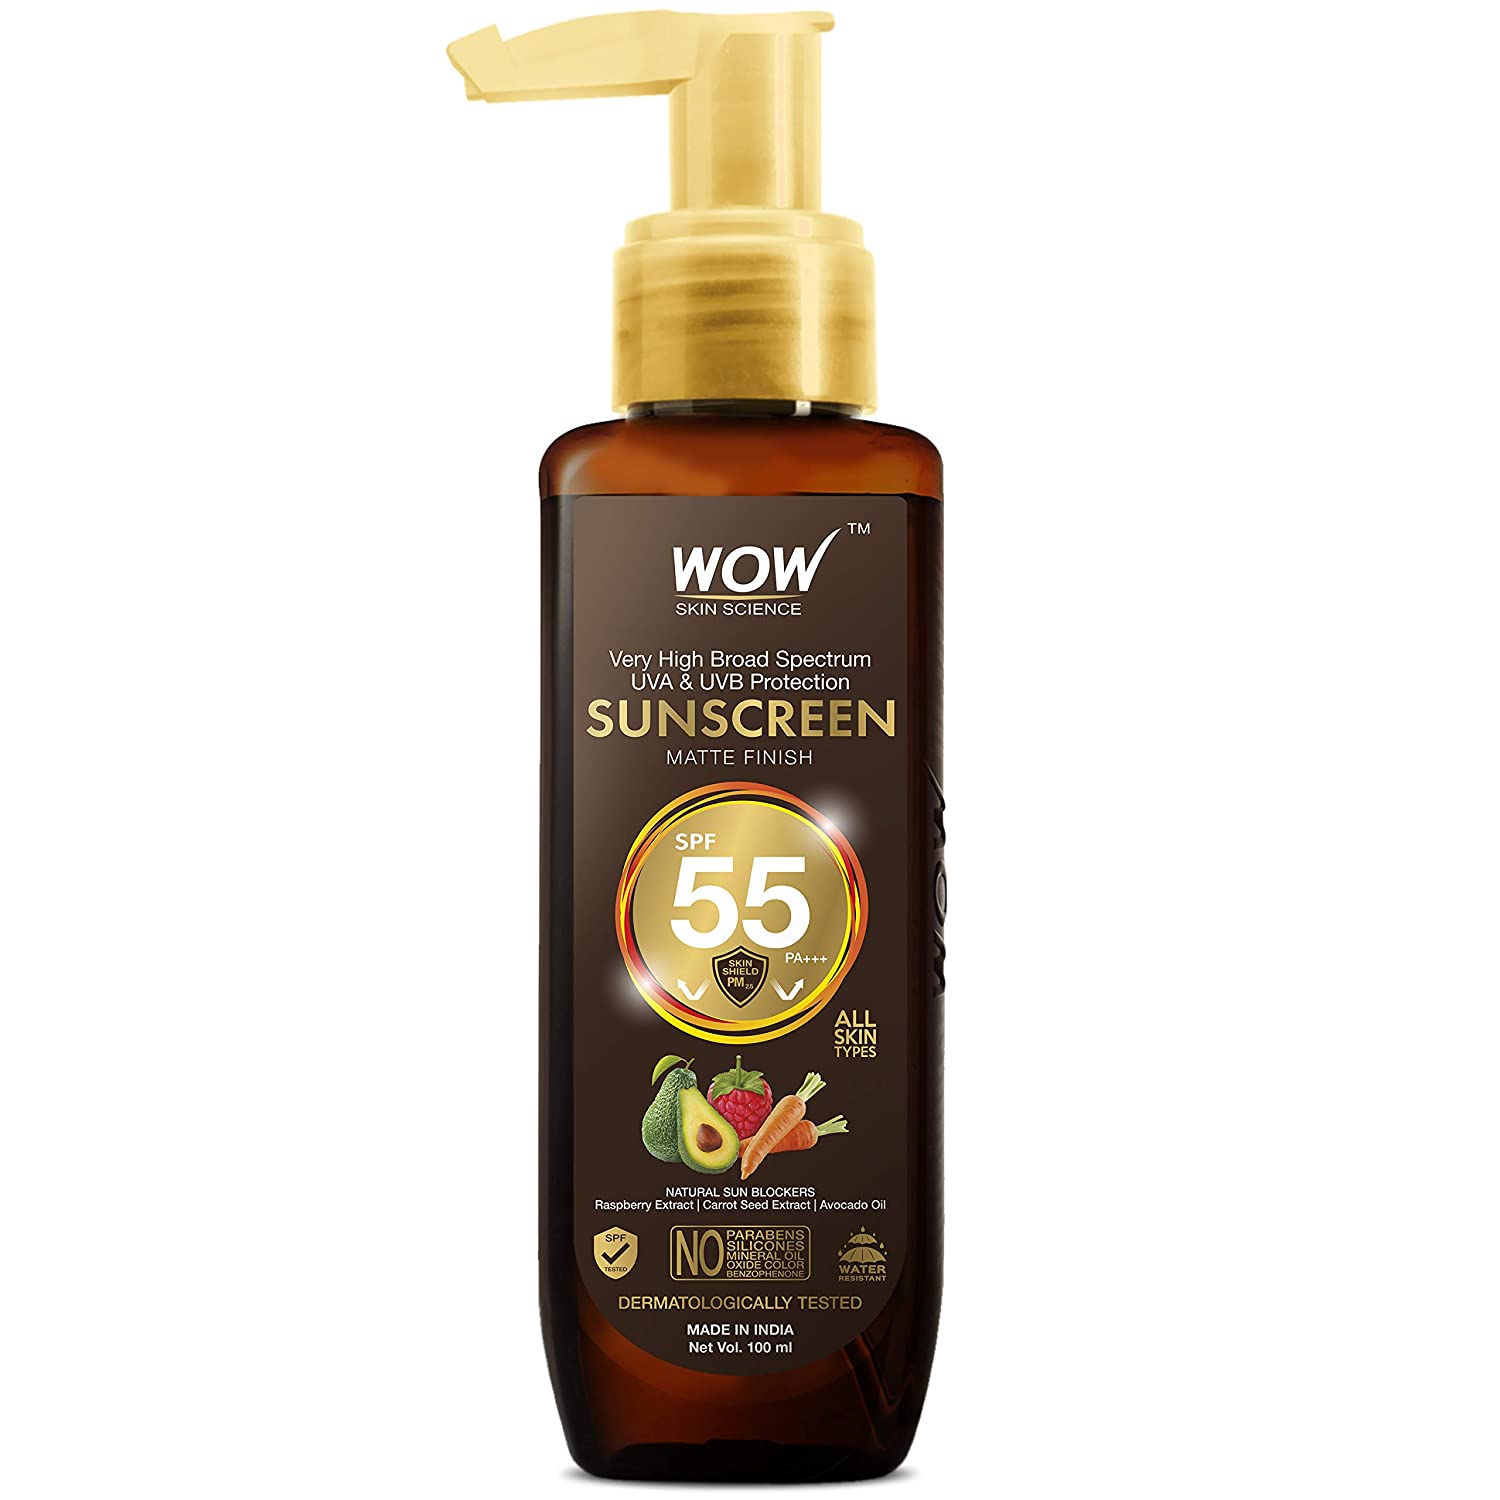 WOW ™
SKIN SCIENCE
Very High Broad Spectrum
UVA & UVB Protection
SUNSCREEN
MATTE FINISH
SPF
55
PA+++
SKIN
SHIELD
PM 2.5
ALL
SKIN
TYPES
NATURAL SUN BLOCKERS
Raspberry Extract | Carrot Seed Extract | Avocado Oil
SPF
TESTED
NO
PARABENS
SILICONES
MINERAL OIL
OXIDE COLOR
BENZOPHENONE
WATER
RESISTANT
DERMATOLOGICALLY TESTED
MADE IN INDIA
Net Vol. 100 ml
WOW